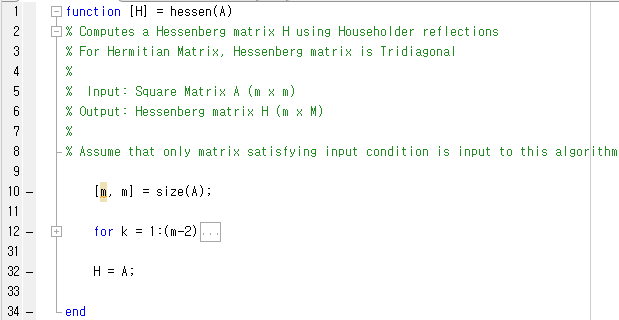 1 function [H] = hessen(A)
2 % Computes a Hessenberg matrix H using Householder reflections
3 % For Hermitian Matrix, Hessenberg matrix is Tridiagonal
4 %
5 %  Input: Square Matrix A (m x m)
6 % Output: Hessenberg matrix H (m x M)
7 %
8 % Assume that only matrix satisfying input condition is input to this algorithm
9
10 – [m, m] = size(A);
11
12 – for k = 1:(m-2) ...
31
32 – H = A;
33
34 – end